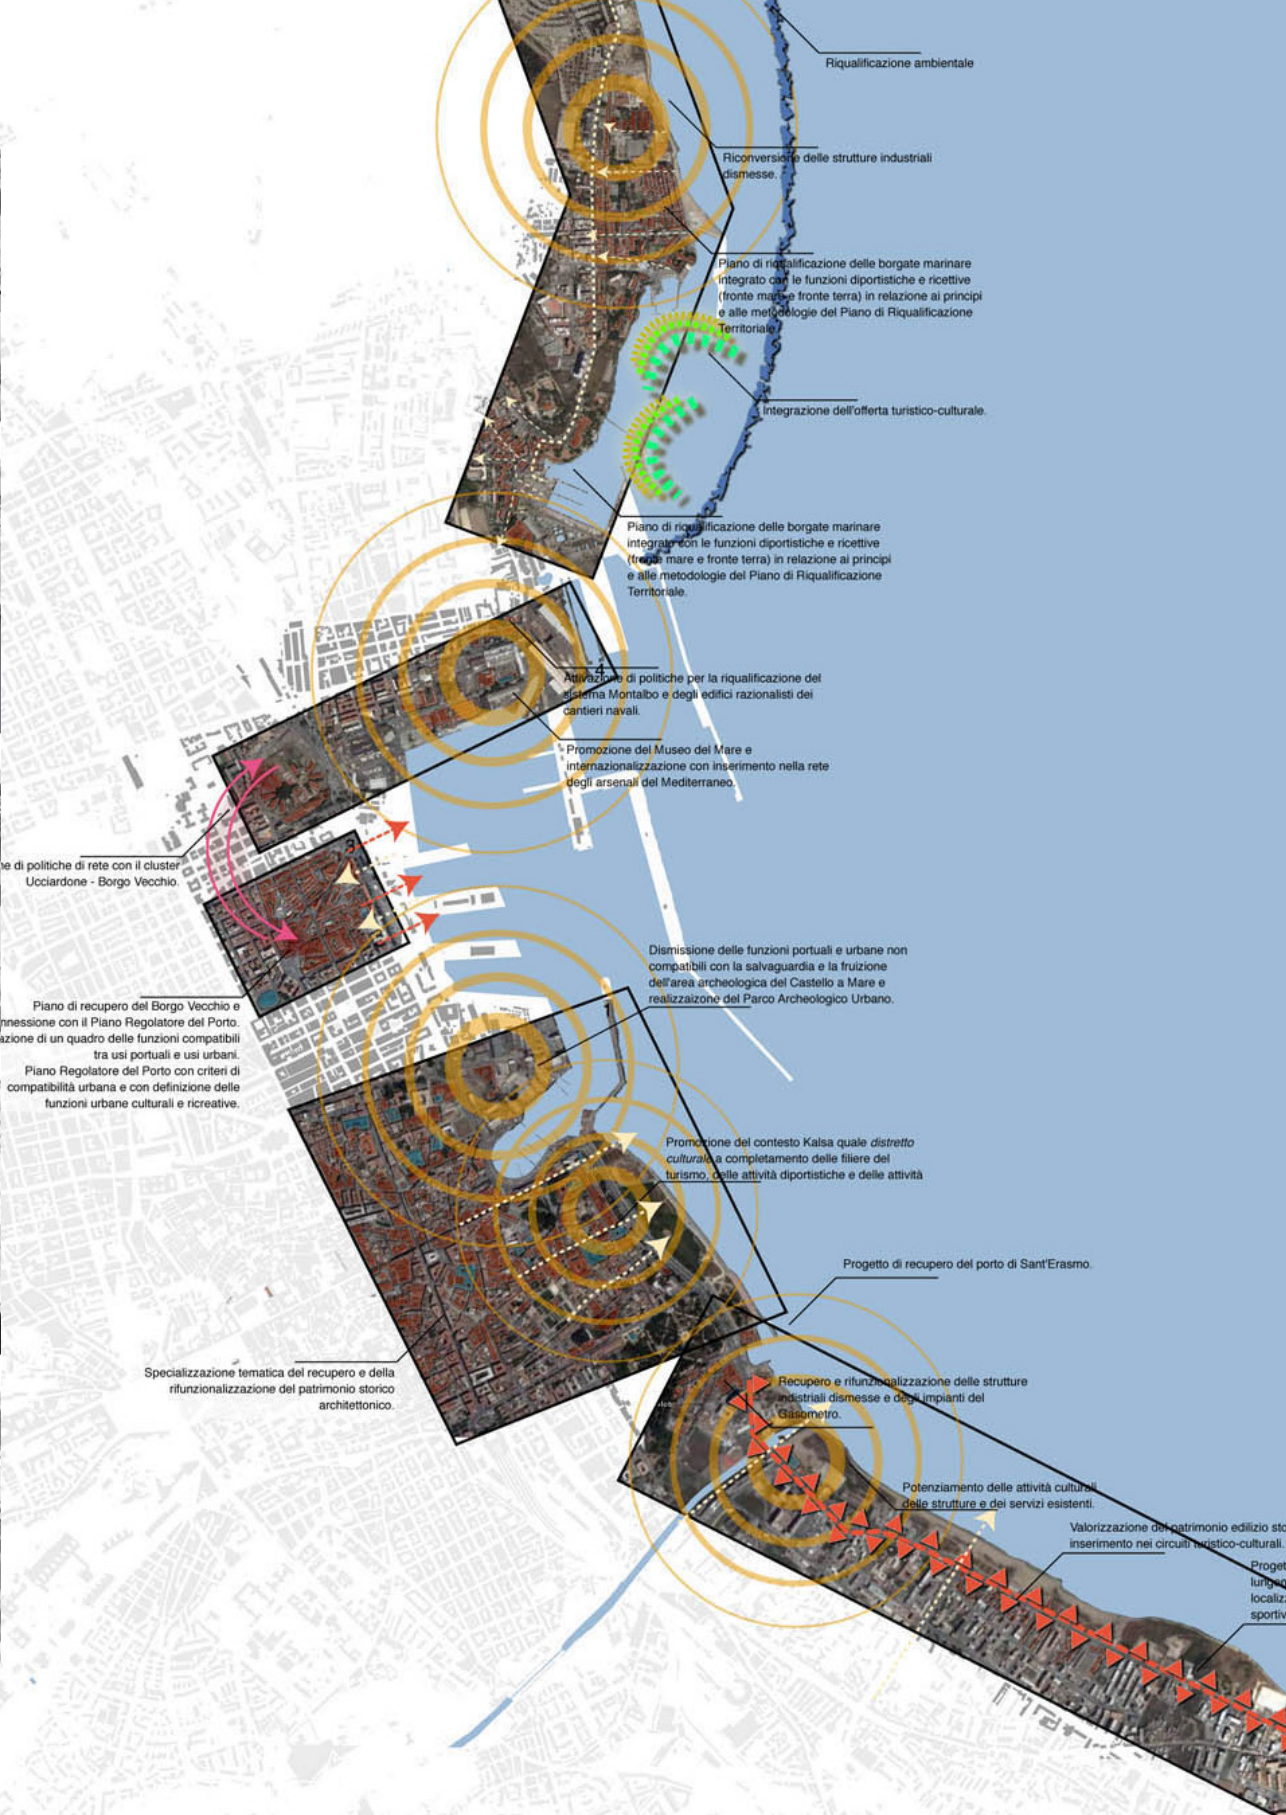 Riqualificazione ambientale
Riconversione delle strutture industriali
dismesse.
Piano di riqualificazione delle borgate marinare
integrato con le funzioni diportistiche e ricettive
(fronte mare e fronte terra) in relazione ai principi
e alle metodologie del Piano di Riqualificazione
Territoriale.
Integrazione dell'offerta turistico-culturale.
Piano di riqualificazione delle borgate marinare
integrato con le funzioni diportistiche e ricettive
(fronte mare e fronte terra) in relazione ai principi
e alle metodologie del Piano di Riqualificazione
Territoriale.
4
Attivazione di politiche per la riqualificazione del
sistema Montalbo e degli edifici razionalisti dei
cantieri navali.
Promozione del Museo del Mare e
internazionalizzazione con inserimento nella rete
degli arsenali del Mediterraneo.
3
ne di politiche di rete con il cluster
Ucciardone - Borgo Vecchio.
Dismissione delle funzioni portuali e urbane non
compatibili con la salvaguardia e la fruizione
dell'area archeologica del Castello a Mare e
realizzaizone del Parco Archeologico Urbano.
Piano di recupero del Borgo Vecchio e
nnessione con il Piano Regolatore del Porto.
azione di un quadro delle funzioni compatibili
tra usi portuali e usi urbani.
Piano Regolatore del Porto con criteri di
compatibilità urbana e con definizione delle
funzioni urbane culturali e ricreative.
Promozione del contesto Kalsa quale distretto
culturale a completamento delle filiere del
turismo, delle attività diportistiche e delle attività
Progetto di recupero del porto di Sant'Erasmo.
Specializzazione tematica del recupero e della
rifunzionalizzazione del patrimonio storico
architettonico.
Recupero e rifunzionalizzazione delle strutture
indistriali dismesse e degli impianti del
Gasometro.
Potenziamento delle attività culturali
delle strutture e dei servizi esistenti.
Valorizzazione del patrimonio edilizio sto
inserimento nei circuiti turistico-culturali.
Proget
lungo
localizz
sportiv